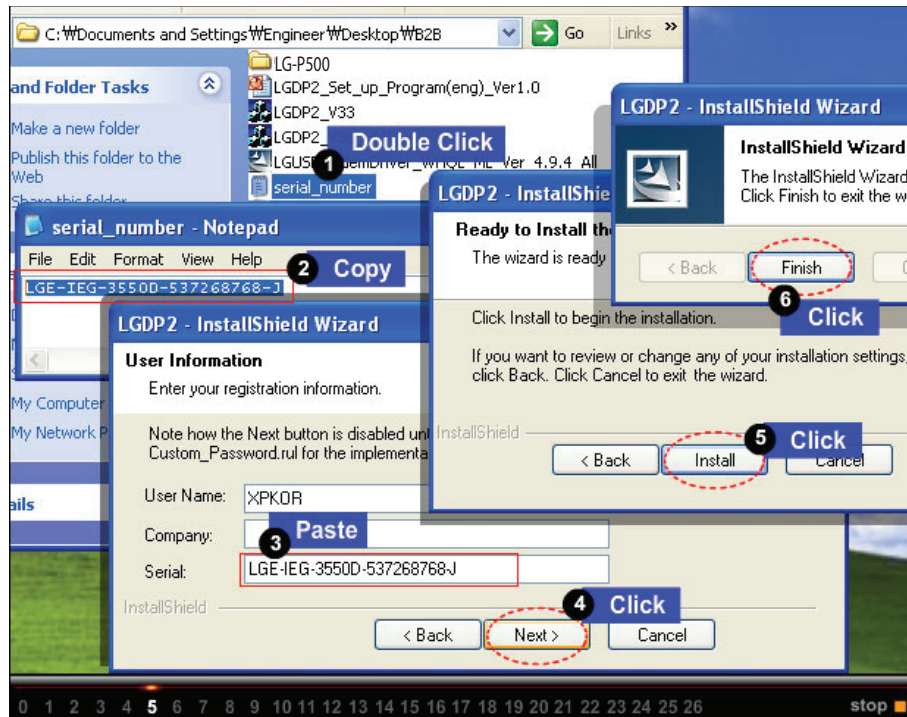 C:₩Documents and Settings₩Engineer₩Desktop₩B2B
Go
Links
»
and Folder Tasks
Make a new folder
Publish this folder to the
Web
Share this folder
LG-P500
LGDP2_Set_up_Program(eng)_Ver1.0
LGDP2_V33
LGDP2_
Ver_4.9.4_All
serial_number
1 Double Click
serial_number - Notepad
File Edit Format View Help
2 Copy
LGE-IEG-3550D-537268768-J
My Computer
My Network P
ails
LGDP2 - InstallShield Wizard
User Information
Enter your registration information.
Note how the Next button is disabled unt
Custom_Password.rul for the implementa
User Name: XPKOR
Company:
3 Paste
Serial: LGE-IEG-3550D-537268768-J
InstallShield
4 Click
< Back Next > Cancel
LGDP2 - InstallShie
Ready to Install th
The wizard is ready
Click Install to begin the installation.
If you want to review or change any of your installation settings,
click Back. Click Cancel to exit the wizard.
InstallShield
5 Click
< Back Install Cancel
LGDP2 - InstallShield Wizard
InstallShield Wizard
The InstallShield Wizard
Click Finish to exit the w
< Back Finish
6 Click
0 1 2 3 4 5 6 7 8 9 10 11 12 13 14 15 16 17 18 19 20 21 22 23 24 25 26
stop